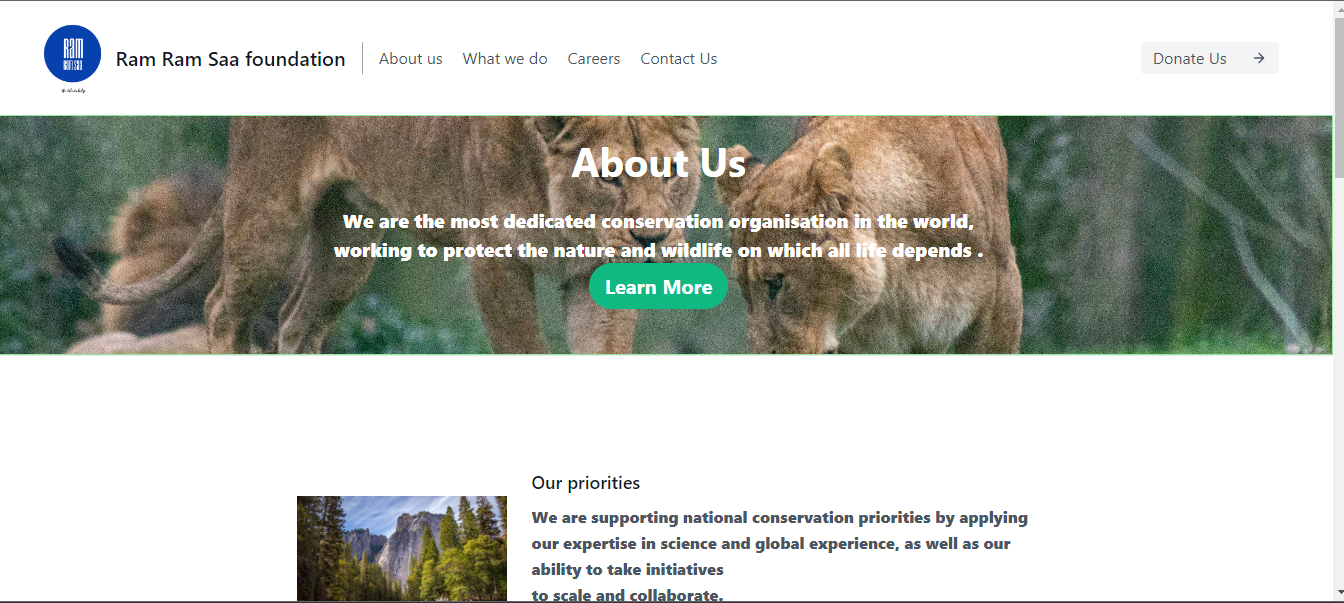 Ram
RAM SAA
Ram Ram Saa foundation
About us
What we do
Careers
Contact Us
Donate Us →
About Us
We are the most dedicated conservation organisation in the world,
working to protect the nature and wildlife on which all life depends .
Learn More
Our priorities
We are supporting national conservation priorities by applying
our expertise in science and global experience, as well as our
ability to take initiatives
to scale and collaborate.